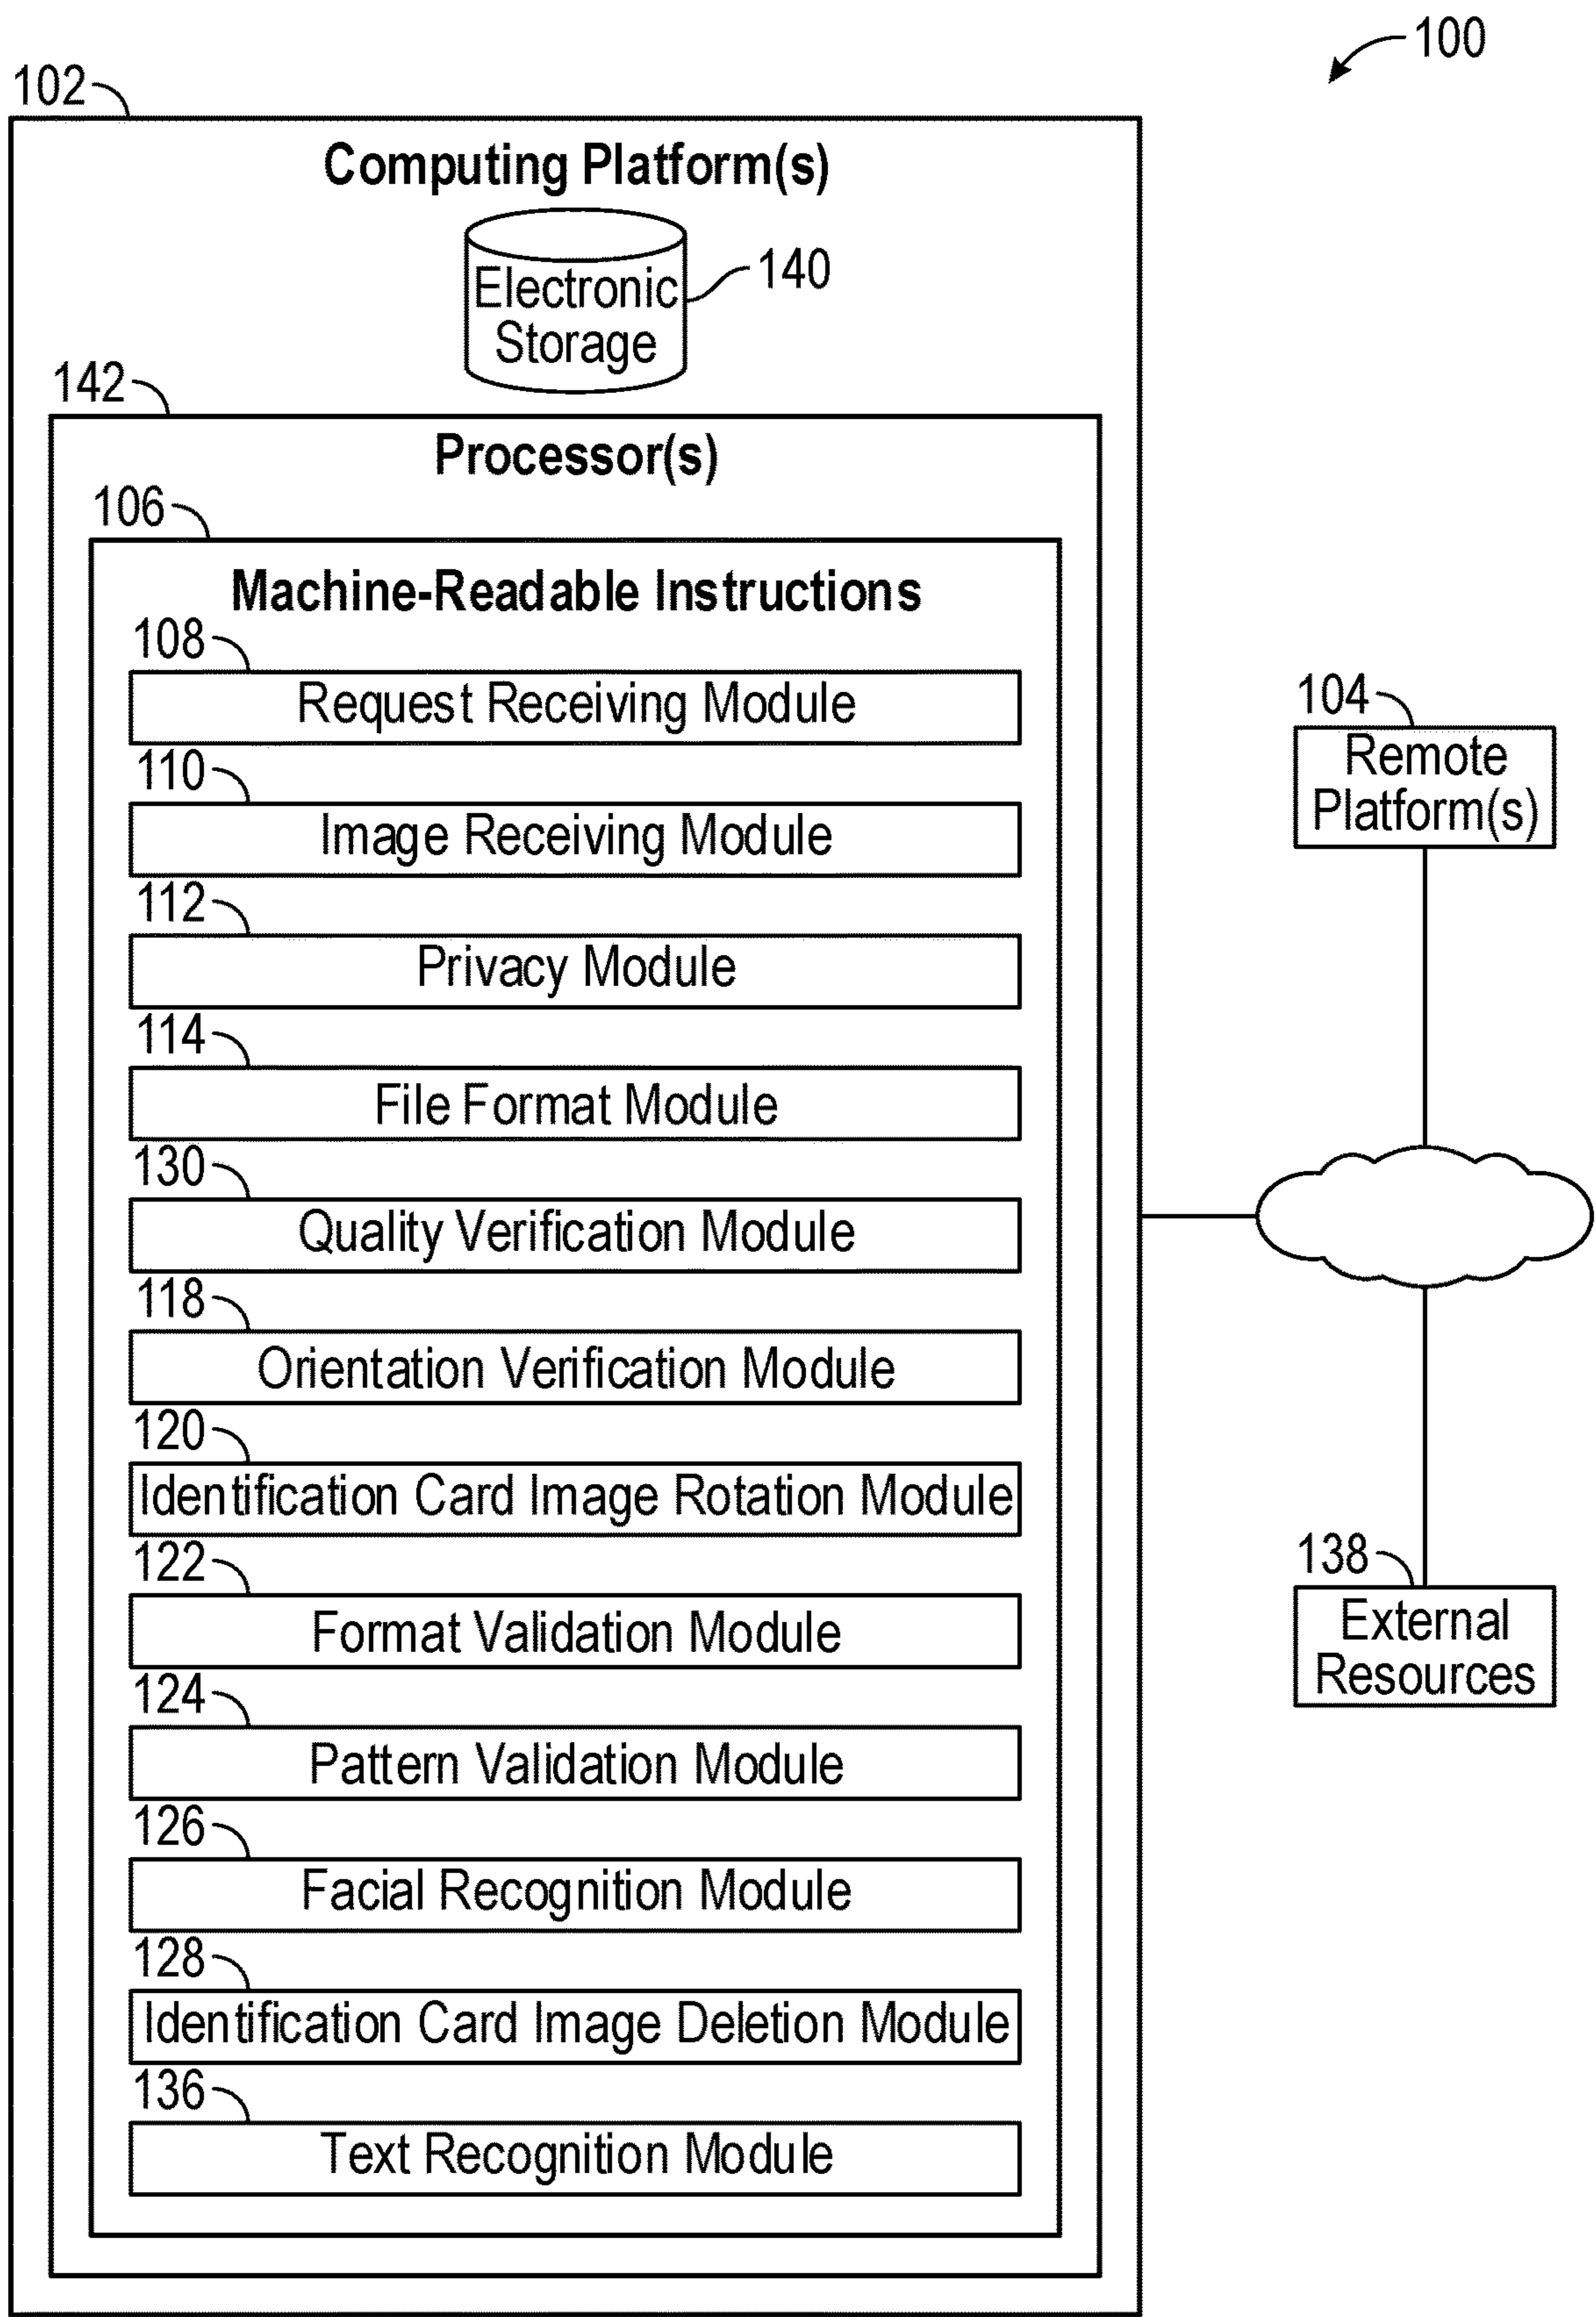 100
102
Computing Platform(s)
Electronic
Storage
140
142
Processor(s)
106
Machine-Readable Instructions
108
Request Receiving Module
110
Image Receiving Module
112
Privacy Module
114
File Format Module
130
Quality Verification Module
118
Orientation Verification Module
120
Identification Card Image Rotation Module
122
Format Validation Module
124
Pattern Validation Module
126
Facial Recognition Module
128
Identification Card Image Deletion Module
136
Text Recognition Module
104
Remote
Platform(s)
138
External
Resources